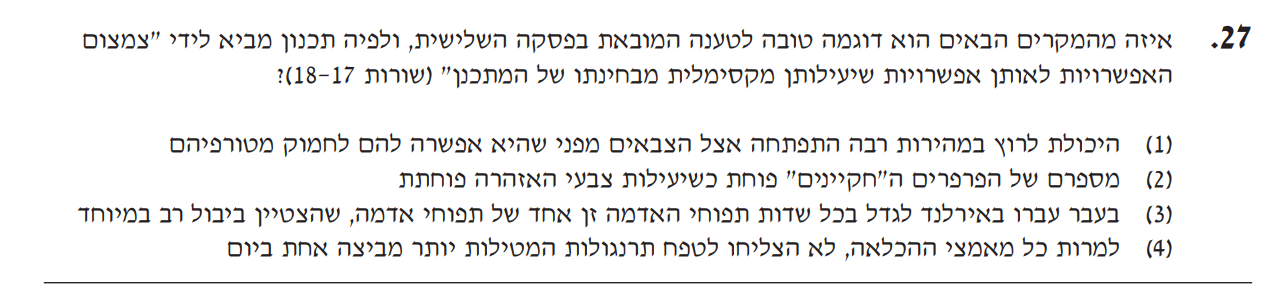 27. איזה מהמקרים הבאים הוא דוגמה טובה לטענה המובאת בפסקה השלישית, ולפיה תכנון מביא לידי "צמצום
האפשרויות לאותן אפשרויות שיעילותן מקסימלית מבחינתו של המתכנן" (שורות 17–18)?
(1) היכולת לרוץ במהירות רבה התפתחה אצל הצבאים מפני שהיא אפשרה להם לחמוק מטורפיהם
(2) מספרם של הפרפרים ה"חקיינים" פוחת כשיעילות צבעי האזהרה פוחתת
(3) בעבר עברו באירלנד לגדל בכל שדות תפוחי האדמה זן אחד של תפוחי אדמה, שהצטיין ביבול רב במיוחד
(4) למרות כל מאמצי ההכלאה, לא הצליחו לטפח תרנגולות המטילות יותר מביצה אחת ביום